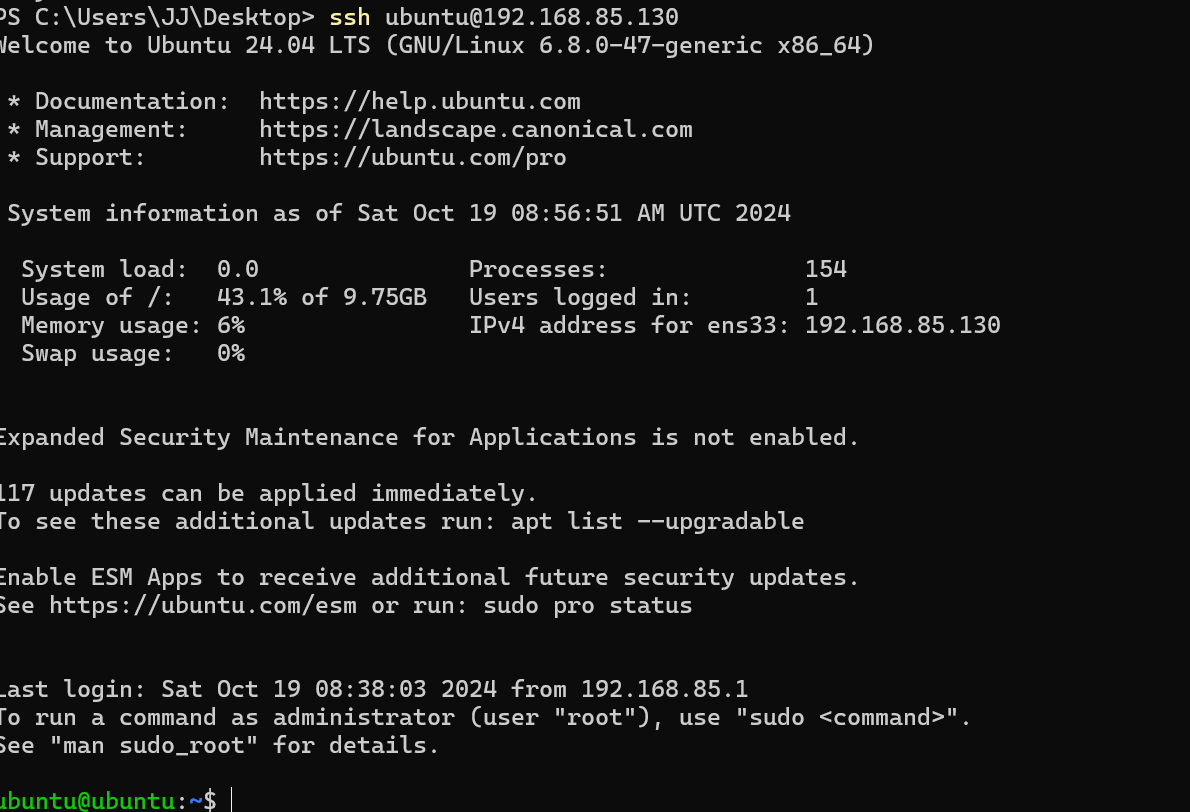 PS C:\Users\JJ\Desktop> ssh ubuntu@192.168.85.130
Welcome to Ubuntu 24.04 LTS (GNU/Linux 6.8.0-47-generic x86_64)
* Documentation: https://help.ubuntu.com
* Management: https://landscape.canonical.com
* Support: https://ubuntu.com/pro
System information as of Sat Oct 19 08:56:51 AM UTC 2024
System load: 0.0 Processes: 154
Usage of /: 43.1% of 9.75GB Users logged in: 1
Memory usage: 6% IPv4 address for ens33: 192.168.85.130
Swap usage: 0%
Expanded Security Maintenance for Applications is not enabled.
117 updates can be applied immediately.
To see these additional updates run: apt list --upgradable
Enable ESM Apps to receive additional future security updates.
See https://ubuntu.com/esm or run: sudo pro status
Last login: Sat Oct 19 08:38:03 2024 from 192.168.85.1
To run a command as administrator (user "root"), use "sudo <command>".
See "man sudo_root" for details.
ubuntu@ubuntu:~$